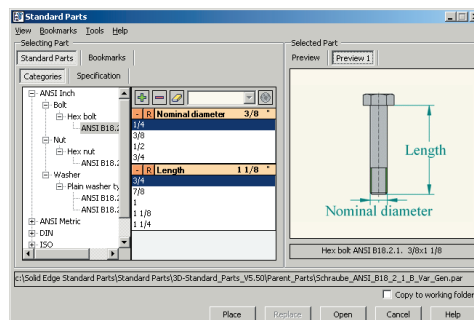 Standard Parts
View Bookmarks Tools Help
Selecting Part
Standard Parts Bookmarks
Categories Specification
ANSI Inch
Bolt
Hex bolt
ANSI B18.2
Nut
Hex nut
ANSI B18.2
Washer
Plain washer ty
ANSI B18.2
ANSI B18.2
ANSI Metric
DIN
ISO
- R Nominal diameter 3/8 "
1/4
3/8
1/2
3/4
- R Length 1 1/8 "
3/4
7/8
1
1 1/8
1 1/4
Selected Part
Preview Preview 1
Length
Nominal diameter
Hex bolt ANSI B18.2.1. 3/8x1 1/8
c:\Solid Edge Standard Parts\Standard Parts\3D-Standard_Parts_V5.50\Parent_Parts\Schraube_ANSI_B18_2_1_B_Var_Gen.par
Copy to working folder
Place Replace Open Cancel Help